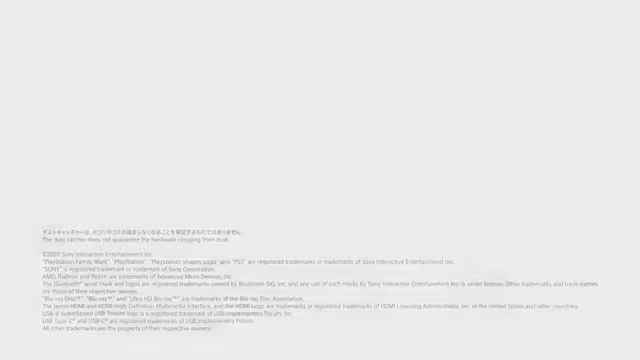 ダストキャッチャーは、ホコリやゴミが詰まらなくなることを保証するものではありません。
The dust catcher does not guarantee the hardware clogging from dust.
©2020 Sony Interactive Entertainment Inc.
"PlayStation Family Mark", "PlayStation", "PlayStation Shapes Logo" and "PS5" are registered trademarks or trademarks of Sony Interactive Entertainment Inc.
"SONY" is registered trademark or trademark of Sony Corporation.
AMD, Radeon and Ryzen are trademarks of Advanced Micro Devices, Inc.
The Bluetooth® word mark and logos are registered trademarks owned by Bluetooth SIG, Inc. and any use of such marks by Sony Interactive Entertainment Inc. is under license. Other trademarks and trade names
are those of their respective owners.
"Blu-ray Disc™", "Blu-ray™" and "Ultra HD Blu-ray™" are trademarks of the Blu-ray Disc Association.
The terms HDMI and HDMI High-Definition Multimedia Interface, and the HDMI Logo are trademarks or registered trademarks of HDMI Licensing Administrator, Inc. in the United States and other countries.
USB-IF SuperSpeed USB Trident logo is a registered trademark of USB Implementers Forum, Inc.
USB Type-C® and USB-C® are registered trademarks of USB Implementers Forum.
All other trademarks are the property of their respective owners.